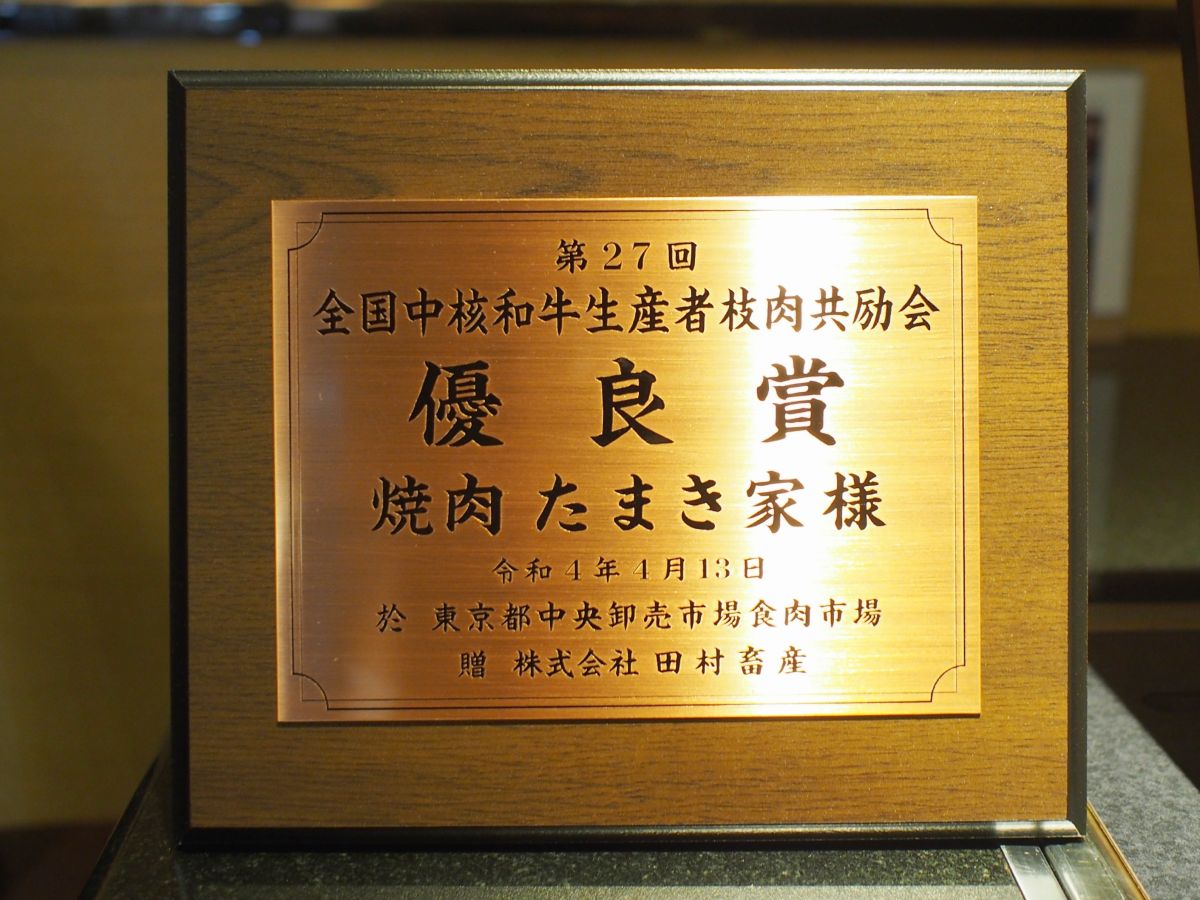 第27回
全国中核和牛生産者枝肉共励会
優良賞
焼肉 たまき家様
令和4年4月13日
於 東京都中央卸売市場食肉市場
贈 株式会社 田村畜産